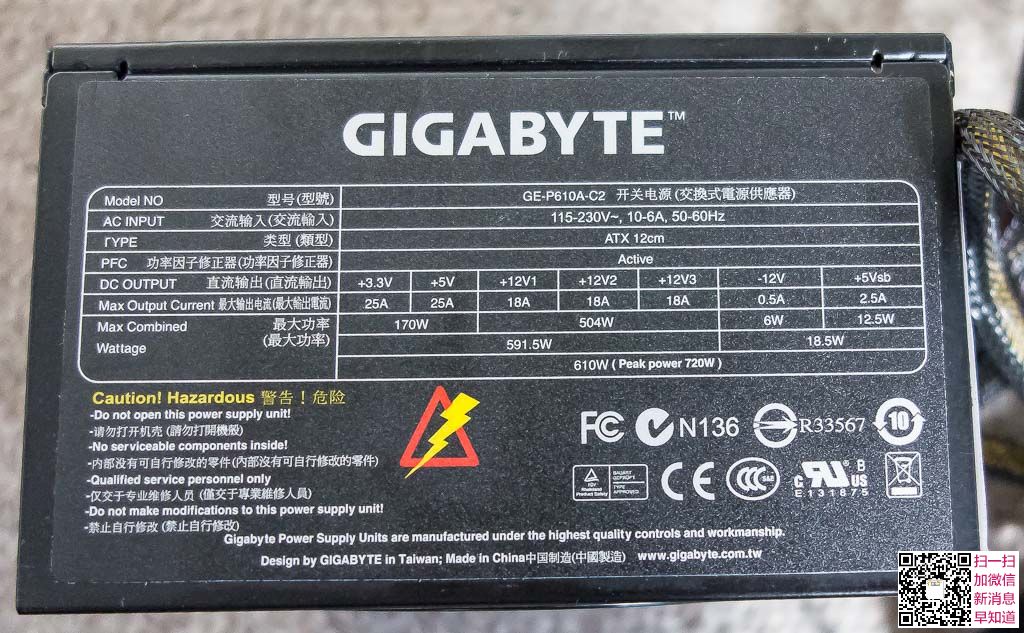 GIGABYTE™
Model NO 型号(型號) GE-P610A-C2 开关电源 (交換式電源供應器)
AC INPUT 交流输入(交流輸入) 115-230V~, 10-6A, 50-60Hz
TYPE 类型 (類型) ATX 12cm
PFC 功率因子修正器(功率因子修正器) Active
DC OUTPUT 直流输出(直流輸出) +3.3V +5V +12V1 +12V2 +12V3 -12V +5Vsb
Max Output Current 最大输出电流(最大輸出電流) 25A 25A 18A 18A 18A 0.5A 2.5A
Max Combined 最大功率 170W 504W 6W 12.5W
Wattage (最大功率) 591.5W 18.5W
610W ( Peak power 720W )
Caution! Hazardous 警告！危险
-Do not open this power supply unit!
-请勿打开机壳 (請勿打開機殼)
-No serviceable components inside!
-内部没有可自行修改的零件 (內部沒有可自行修改的零件)
-Qualified service personnel only
-仅交于专业维修人员 (僅交于專業維修人員)
-Do not make modifications to this power supply unit!
-禁止自行修改 (禁止自行修改)
FC N136 R33567 10
TÜV Rheinland Product Safety BAUART GEPRÜFT TYPE APPROVED CE CCC S&E c RU US B
E131875
Gigabyte Power Supply Units are manufactured under the highest quality controls and workmanship.
Design by GIGABYTE in Taiwan; Made in China中国制造(中國製造) www.gigabyte.com.tw
扫一扫
加微信
新消息
早知道